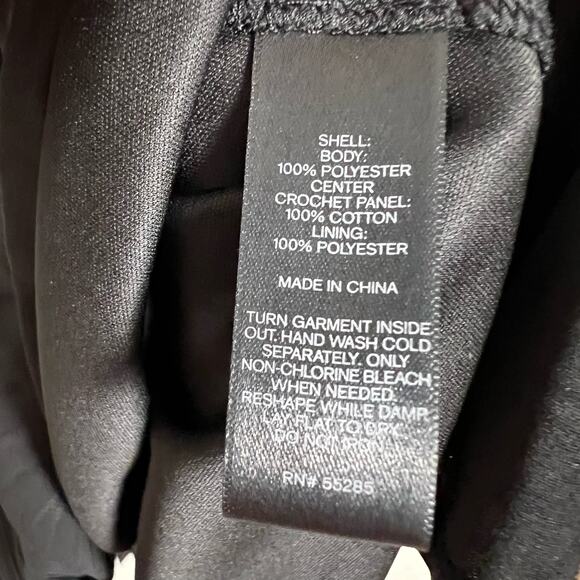 SHELL:
BODY:
100% POLYESTER
CENTER
CROCHET PANEL:
100% COTTON
LINING:
100% POLYESTER
MADE IN CHINA
TURN GARMENT INSIDE
OUT. HAND WASH COLD
SEPARATELY. ONLY
NON-CHLORINE BLEACH
WHEN NEEDED.
RESHAPE WHILE DAMP.
LAY FLAT TO DRY.
DO NOT IRON.
RN# 55285